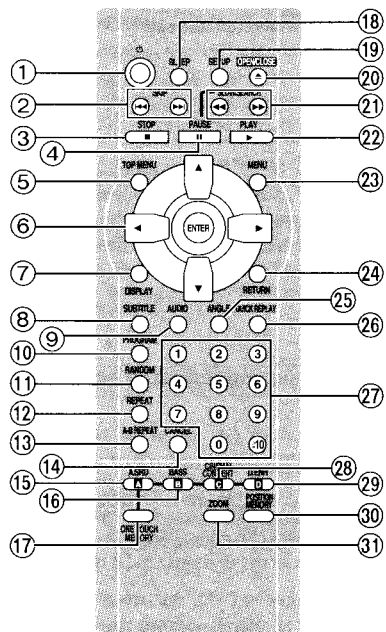 18
19
SLEEP SETUP OPEN/CLOSE
1
20
2 SKIP
21
STOP PAUSE PLAY
3
22
4
TOP MENU MENU
5
23
6 ENTER
7
24
DISPLAY RETURN
25
SUBTITLE AUDIO ANGLE QUICK REPLAY
8
26
9
PROGRAM
10
1 2 3
RANDOM
11
4 5 6
27
REPEAT
12
7 8 9
A-B REPEAT CANCEL
13
0 +10
14
28
A.SRD BASS
15 A B C D
29
16
ZOOM POSITION MEMORY
30
17
31